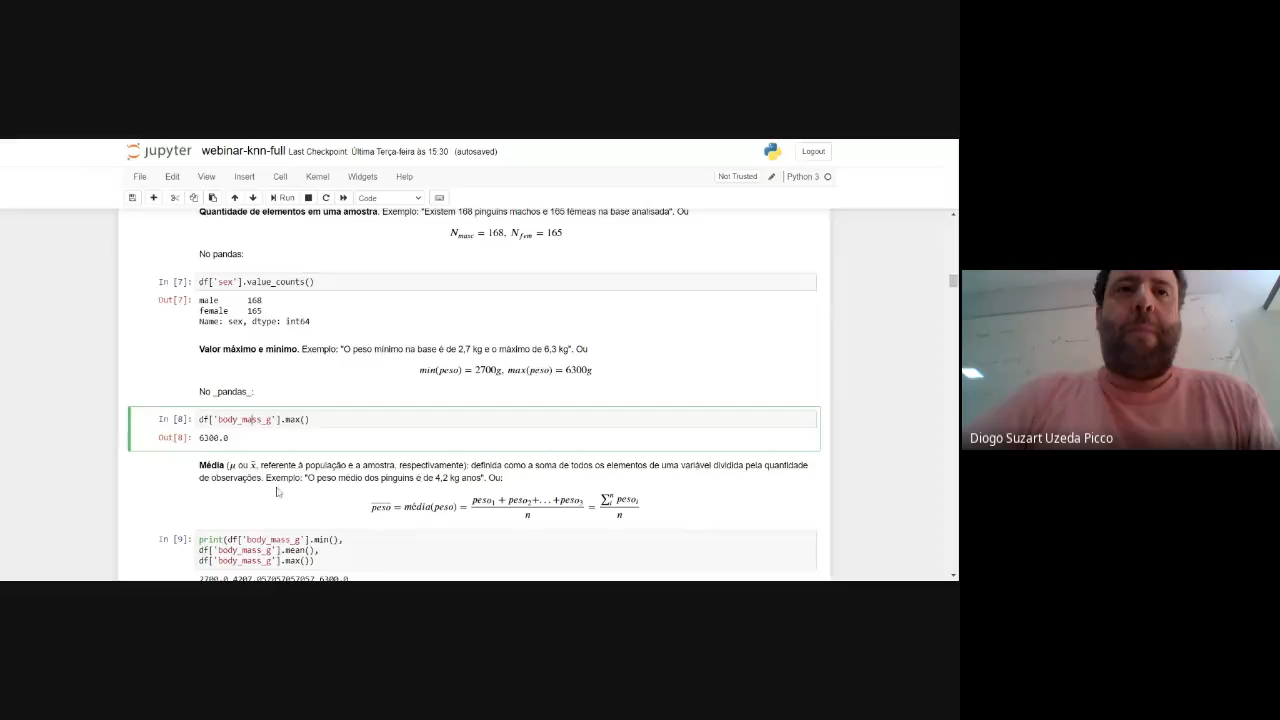 jupyter webinar-knn-full Last Checkpoint: Última Terça-feira às 15:30 (autosaved)
Logout
File Edit View Insert Cell Kernel Widgets Help
Not Trusted
Python 3
Run
Code
Quantidade de elementos em uma amostra. Exemplo: "Existem 168 pinguins machos e 165 fêmeas na base analisada", Ou
N_masc = 168, N_fem = 165
No pandas:
In [7]: df['sex'].value_counts()
Out[7]: male 168
female 165
Name: sex, dtype: int64
Valor máximo e mínimo. Exemplo: "O peso mínimo na base é de 2,7 kg e o máximo de 6,3 kg". Ou
min(peso) = 2700g, max(peso) = 6300g
No _pandas_:
In [8]: df['body_mass_g'].max()
Out[8]: 6300.0
Média (μ ou x̄, referente à população e a amostra, respectivamente): definida como a soma de todos os elementos de uma variável dividida pela quantidade
de observações. Exemplo: "O peso médio dos pinguins é de 4,2 kg anos". Ou:
p̅e̅s̅o̅ = média(peso) = (peso₁ + peso₂+. . .+peso₃)/n = (∑ᵢⁿ pesoᵢ)/n
In [9]: print(df['body_mass_g'].min(),
df['body_mass_g'].mean(),
df['body_mass_g'].max())
2700.0 4207.057057057057 6300.0
Diogo Suzart Uzeda Picco